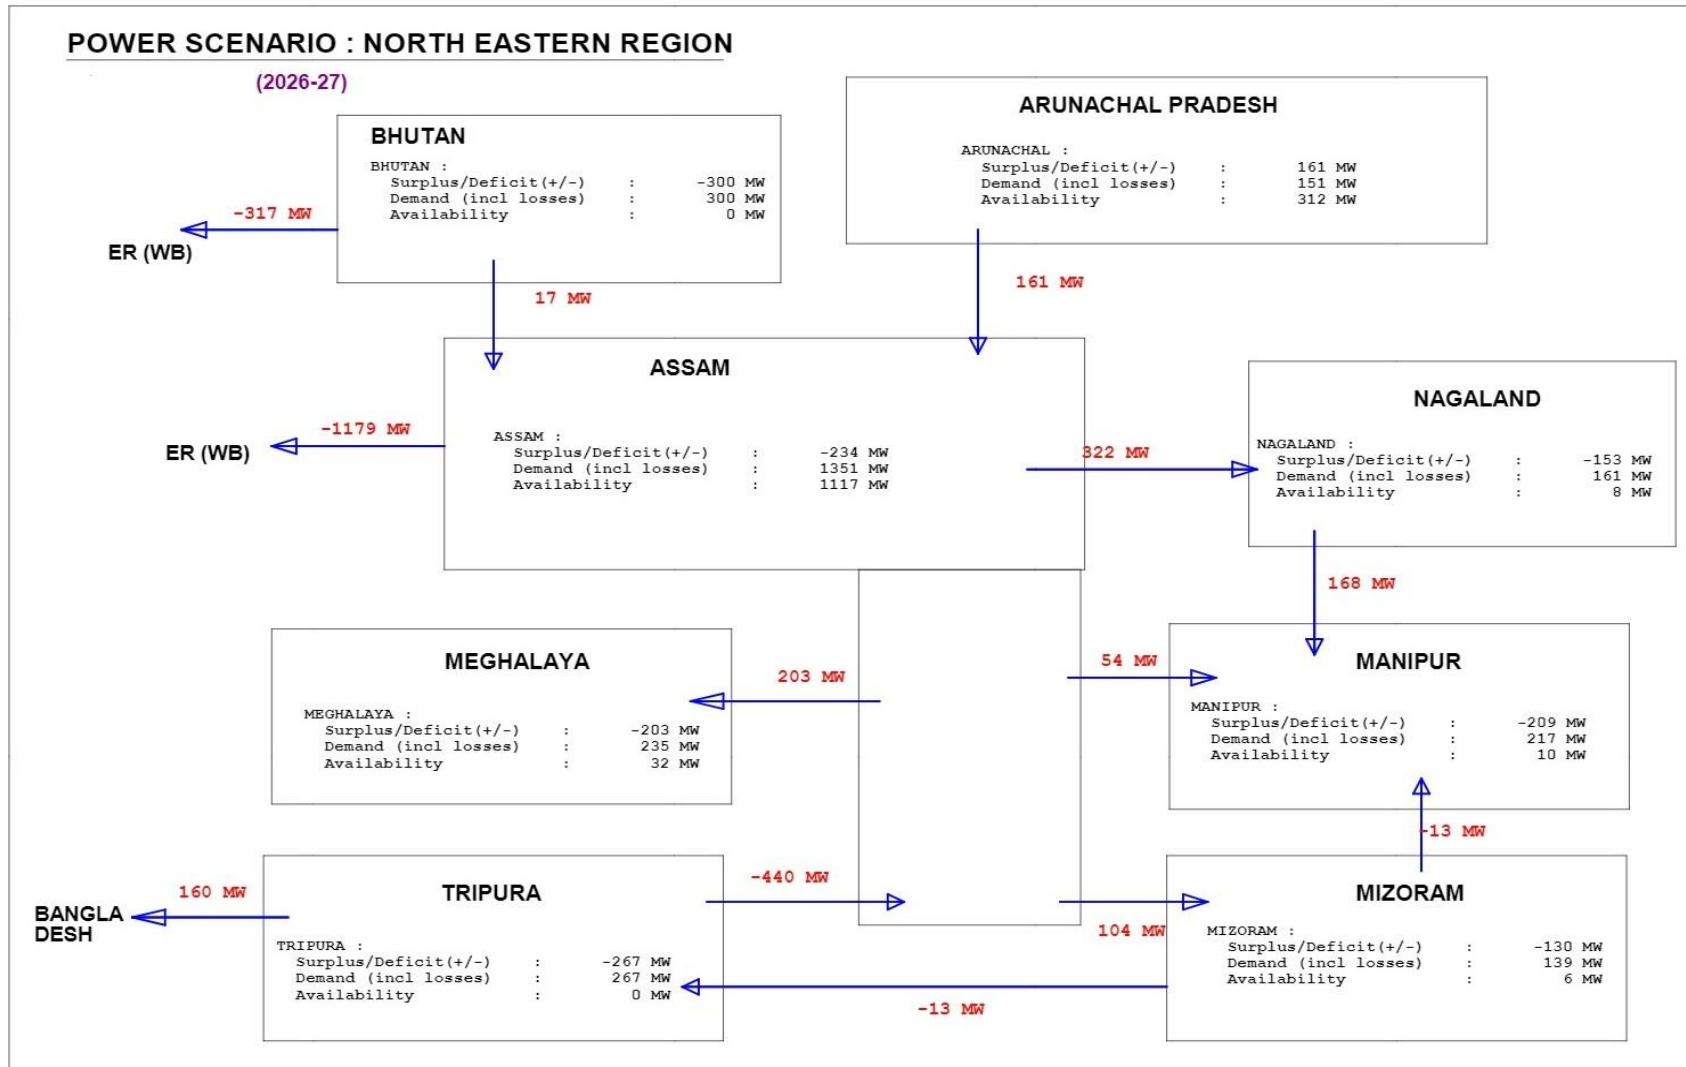 POWER SCENARIO : NORTH EASTERN REGION
(2026-27)
BHUTAN
BHUTAN :
Surplus/Deficit(+/-) : -300 MW
Demand (incl losses) : 300 MW
Availability : 0 MW
-317 MW
ER (WB)
17 MW
ARUNACHAL PRADESH
ARUNACHAL :
Surplus/Deficit(+/-) : 161 MW
Demand (incl losses) : 151 MW
Availability : 312 MW
161 MW
ASSAM
ASSAM :
Surplus/Deficit(+/-) : -234 MW
Demand (incl losses) : 1351 MW
Availability : 1117 MW
-1179 MW
ER (WB)
322 MW
NAGALAND
NAGALAND :
Surplus/Deficit(+/-) : -153 MW
Demand (incl losses) : 161 MW
Availability : 8 MW
168 MW
MEGHALAYA
MEGHALAYA :
Surplus/Deficit(+/-) : -203 MW
Demand (incl losses) : 235 MW
Availability : 32 MW
203 MW
54 MW
MANIPUR
MANIPUR :
Surplus/Deficit(+/-) : -209 MW
Demand (incl losses) : 217 MW
Availability : 10 MW
-13 MW
160 MW
BANGLA
DESH
TRIPURA
TRIPURA :
Surplus/Deficit(+/-) : -267 MW
Demand (incl losses) : 267 MW
Availability : 0 MW
-440 MW
104 MW
-13 MW
MIZORAM
MIZORAM :
Surplus/Deficit(+/-) : -130 MW
Demand (incl losses) : 139 MW
Availability : 6 MW